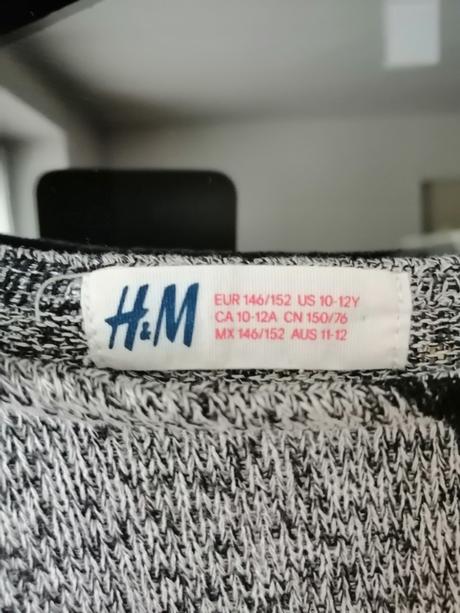 H&M
EUR 146/152 US 10-12Y
CA 10-12A CN 150/76
MX 146/152 AUS 11-12